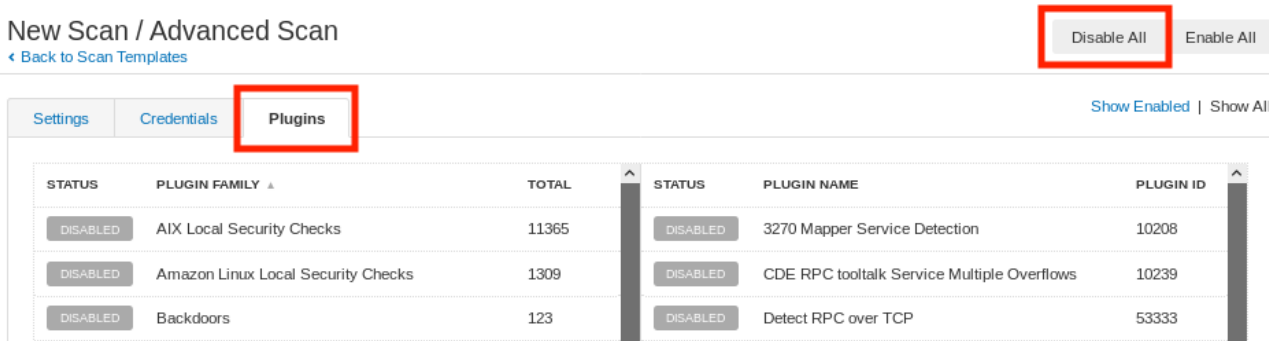 New Scan / Advanced Scan
Disable All Enable All
Back to Scan Templates
Settings Credentials Plugins
Show Enabled | Show All
STATUS PLUGIN FAMILY TOTAL STATUS PLUGIN NAME PLUGIN ID
DISABLED AIX Local Security Checks 11365 DISABLED 3270 Mapper Service Detection 10208
DISABLED Amazon Linux Local Security Checks 1309 DISABLED CDE RPC tooltalk Service Multiple Overflows 10239
DISABLED Backdoors 123 DISABLED Detect RPC over TCP 53333